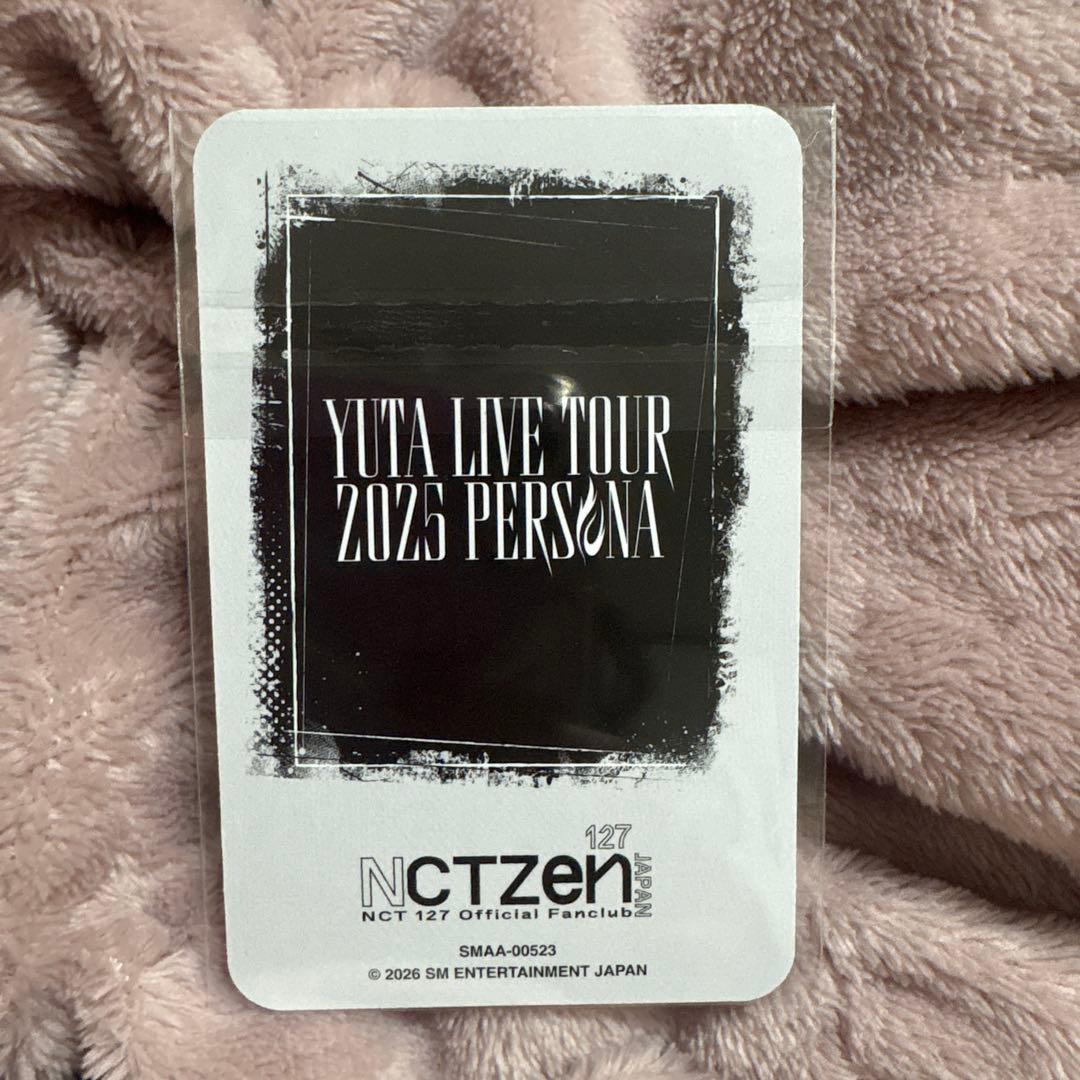 YUTA LIVE TOUR
2025 PERSONA
127
NCTzen
JAPAN
NCT 127 Official Fanclub
SMAA-00523
© 2026 SM ENTERTAINMENT JAPAN